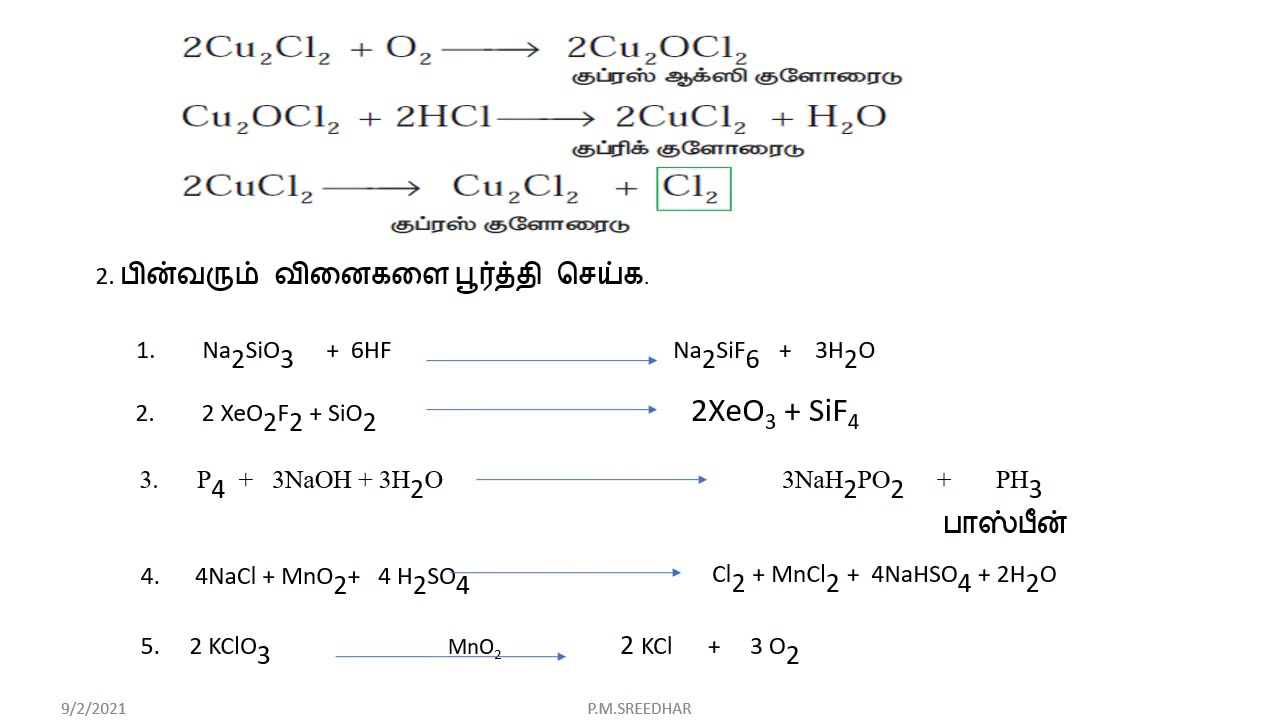 2Cu₂Cl₂ + O₂ ⟶ 2Cu₂OCl₂
குப்ரஸ் ஆக்ஸி குளோரைடு
Cu₂OCl₂ + 2HCl ⟶ 2CuCl₂ + H₂O
குப்ரிக் குளோரைடு
2CuCl₂ ⟶ Cu₂Cl₂ + Cl₂
குப்ரஸ் குளோரைடு
2. பின்வரும் வினைகளை பூர்த்தி செய்க.
1. Na₂SiO₃ + 6HF ⟶ Na₂SiF₆ + 3H₂O
2. 2 XeO₂F₂ + SiO₂ ⟶ 2XeO₃ + SiF₄
3. P₄ + 3NaOH + 3H₂O ⟶ 3NaH₂PO₂ + PH₃
பாஸ்பீன்
4. 4NaCl + MnO₂+ 4 H₂SO₄ ⟶ Cl₂ + MnCl₂ + 4NaHSO₄ + 2H₂O
5. 2 KClO₃ MnO₂ ⟶ 2 KCl + 3 O₂
9/2/2021 P.M.SREEDHAR